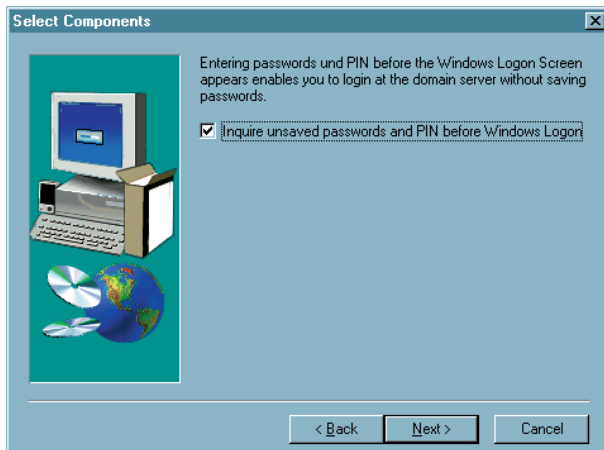 Select Components
Entering passwords und PIN before the Windows Logon Screen
appears enables you to login at the domain server without saving
passwords.
Inquire unsaved passwords and PIN before Windows Logon
< Back
Next >
Cancel